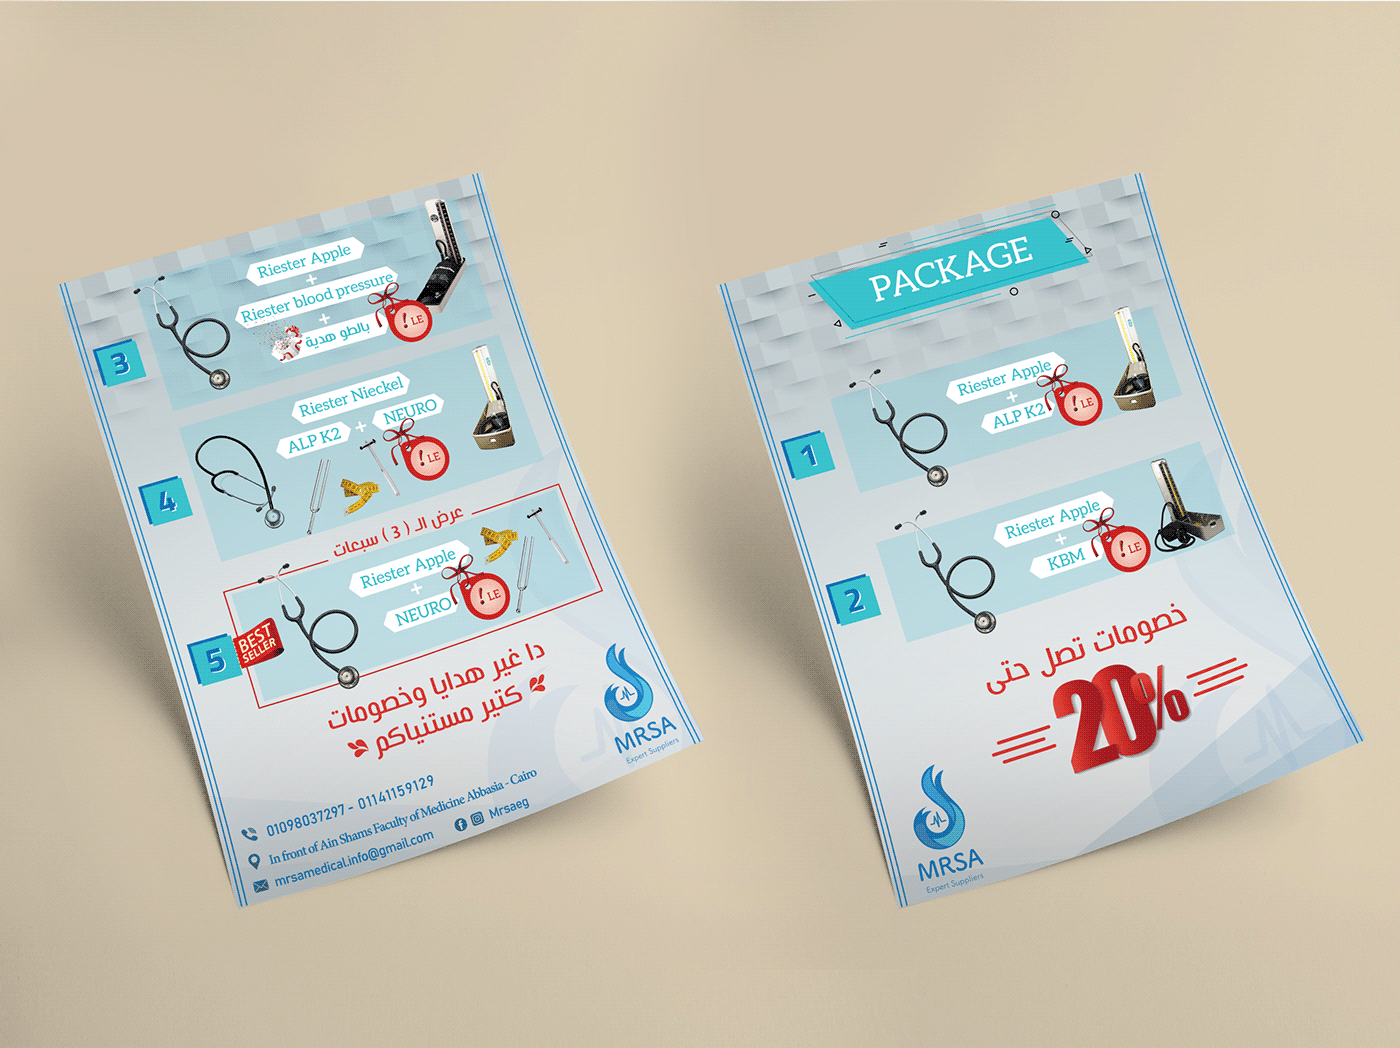 Riester Apple
+
Riester blood pressure
+
بالطو هدية
! LE
3
Riester Nieckel
ALP K2 + NEURO
! LE
4
عرض الـ ( 3 ) سبعات
Riester Apple
+
NEURO
! LE
BEST
SELLER
5
دا غير هدايا وخصومات
كتير مستنياكم
MRSA
Expert Suppliers
01098037297 - 01141159129
In front of Ain Shams Faculty of Medicine Abbasia - Cairo
mrsamedical.info@gmail.com
Mrsaeg
PACKAGE
Riester Apple
+
ALP K2
! LE
1
Riester Apple
+
KBM
! LE
2
خصومات تصل حتى
20%
MRSA
Expert Suppliers